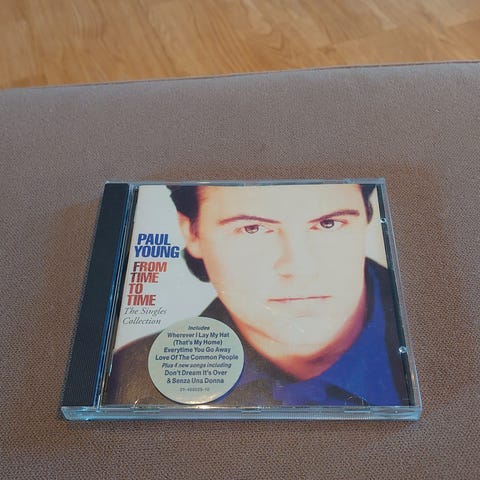 PAUL
YOUNG
FROM
TIME
TO
TIME
The Singles
Collection
Includes
Wherever I Lay My Hat
(That's My Home)
Everytime You Go Away
Love Of The Common People
Plus 4 new songs including
Don't Dream It's Over
& Senza Una Donna